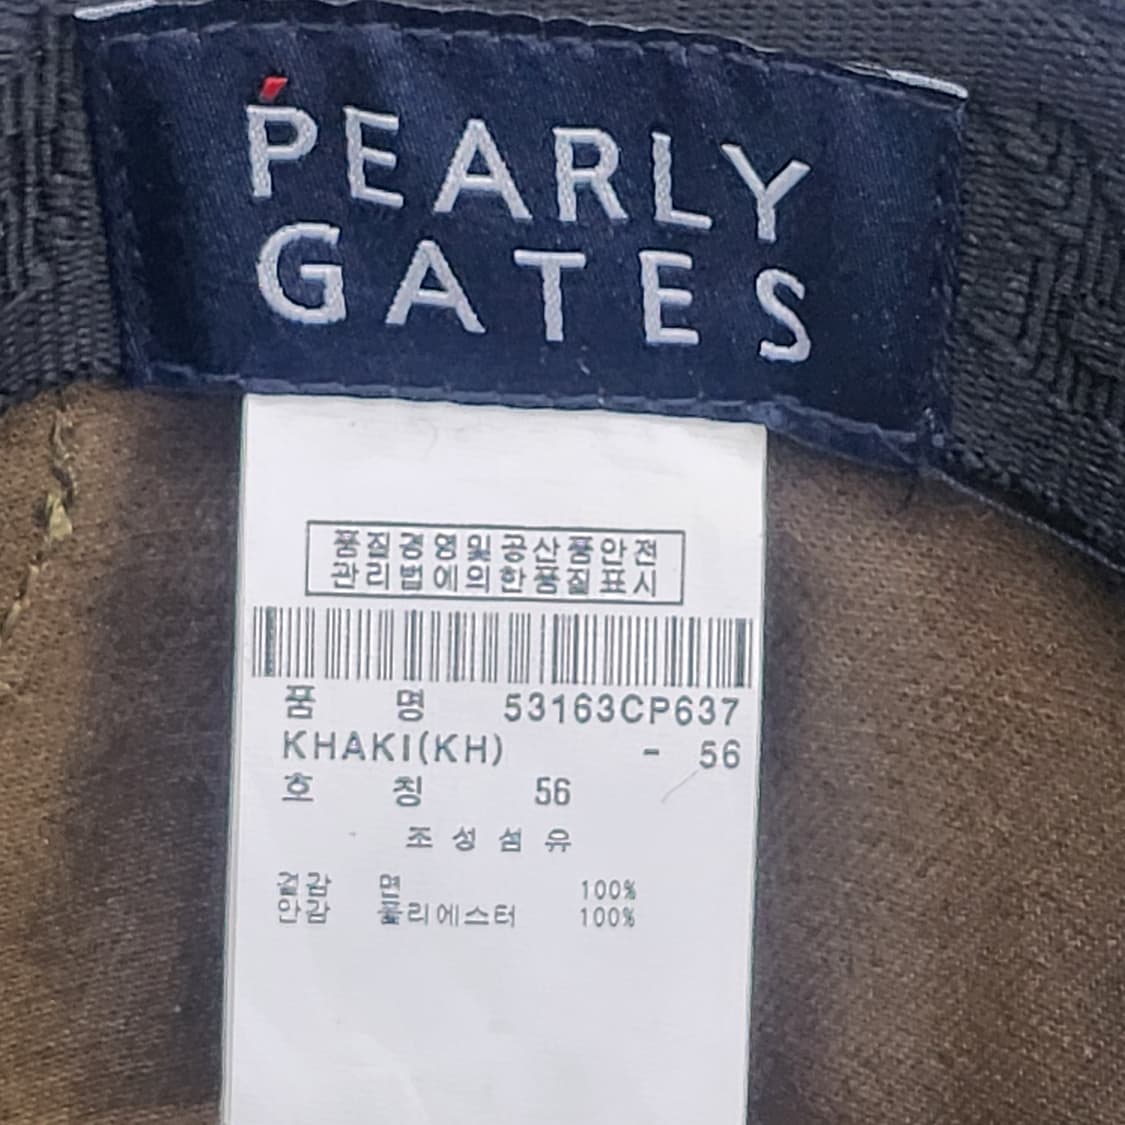 PEARLY
GATES
품질경영및공산품안전
관리법에의한품질표시
품 명 53163CP637
KHAKI(KH) - 56
호 칭 56
조성섬유
겉감 면 100%
안감 폴리에스터 100%